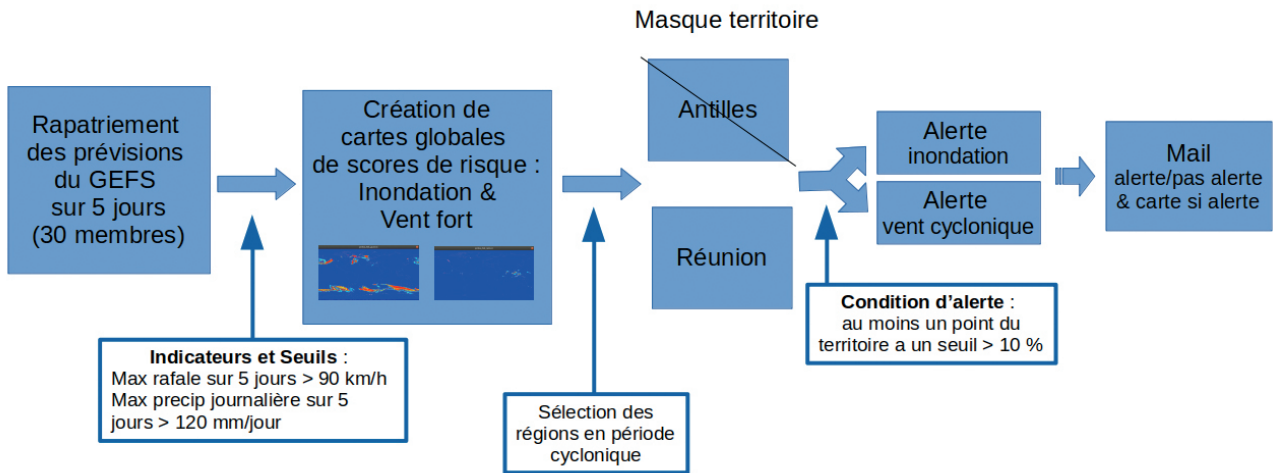 Masque territoire
Rapatriement
des prévisions
du GEFS
sur 5 jours
(30 membres)
Création de
cartes globales
de scores de risque :
Inondation &
Vent fort
Antilles
Réunion
Alerte
inondation
Alerte
vent cyclonique
Mail
alerte/pas alerte
& carte si alerte
Indicateurs et Seuils :
Max rafale sur 5 jours > 90 km/h
Max precip journalière sur 5
jours > 120 mm/jour
Sélection des
régions en période
cyclonique
Condition d’alerte :
au moins un point du
territoire a un seuil > 10 %